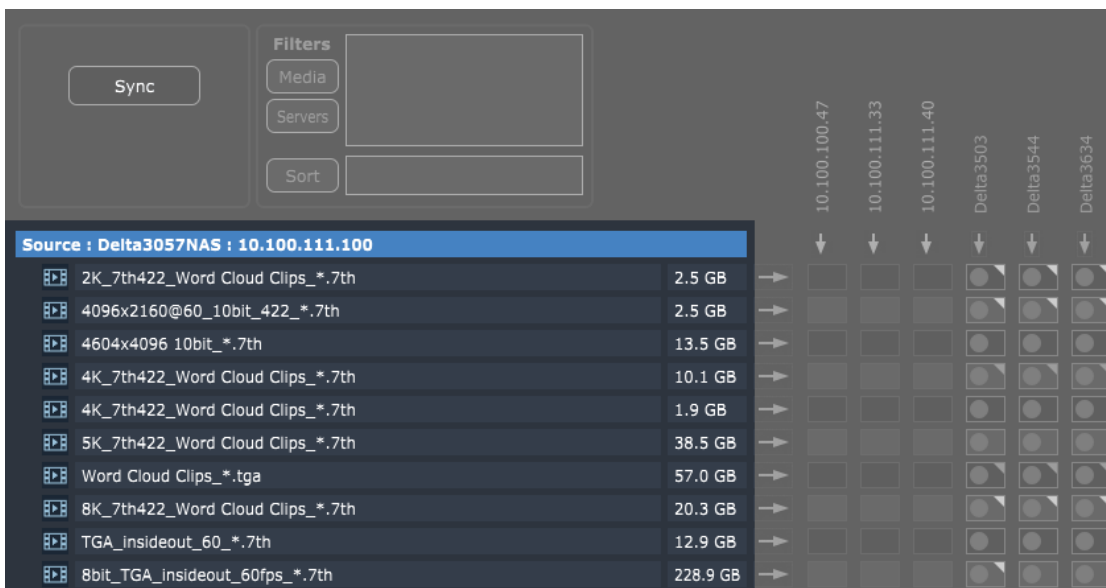 Sync
Filters
Media
Servers
Sort
10.100.100.47
10.100.111.33
10.100.111.40
Delta3503
Delta3544
Delta3634
Source : Delta3057NAS : 10.100.111.100
2K_7th422_Word Cloud Clips_*.7th 2.5 GB
4096x2160@60_10bit_422_*.7th 2.5 GB
4604x4096 10bit_*.7th 13.5 GB
4K_7th422_Word Cloud Clips_*.7th 10.1 GB
4K_7th422_Word Cloud Clips_*.7th 1.9 GB
5K_7th422_Word Cloud Clips_*.7th 38.5 GB
Word Cloud Clips_*.tga 57.0 GB
8K_7th422_Word Cloud Clips_*.7th 20.3 GB
TGA_insideout_60_*.7th 12.9 GB
8bit_TGA_insideout_60fps_*.7th 228.9 GB